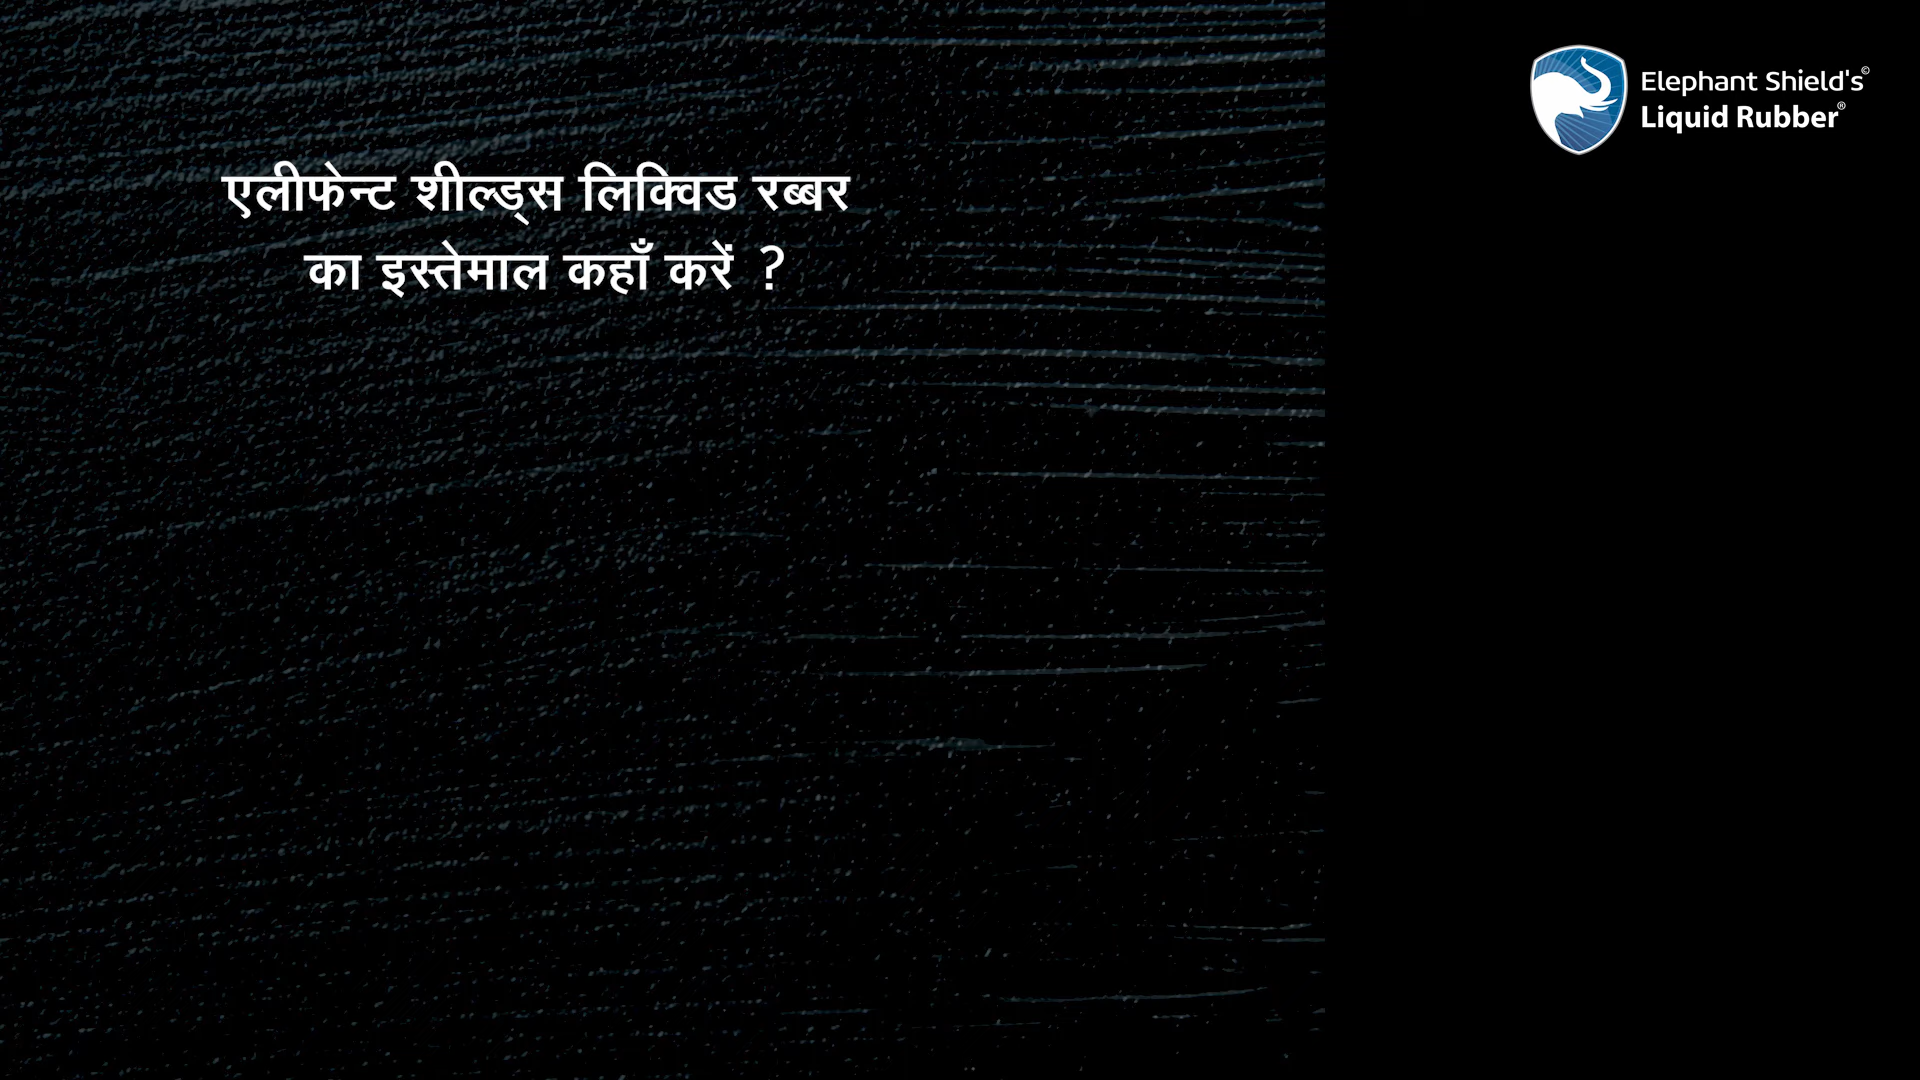 Elephant Shield's©
Liquid Rubber®
एलीफेन्ट शील्ड्स लिक्विड रब्बर
का इस्तेमाल कहाँ करें ?